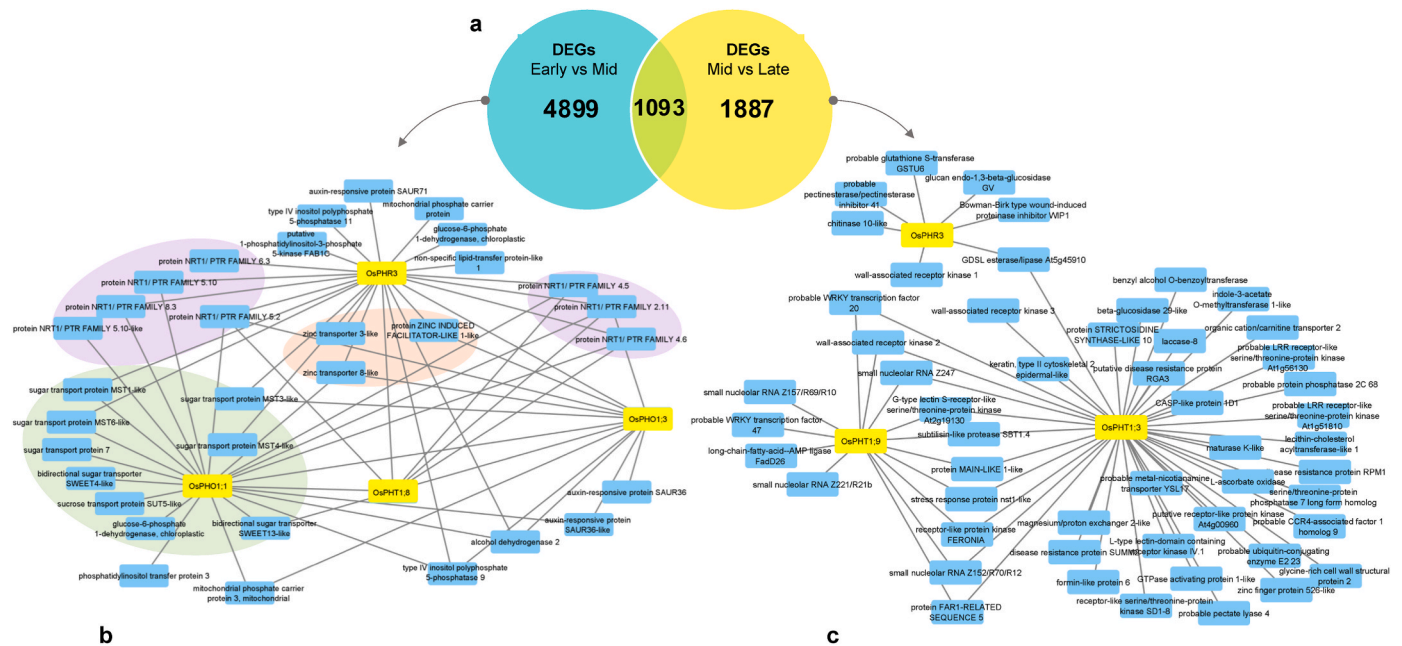 a
DEGs
Early vs Mid
4899
1093
DEGs
Mid vs Late
1887
auxin-responsive protein SAUR71
type IV inositol polyphosphate
5-phosphatase 11
mitochondrial phosphate carrier
protein
putative
1-phosphatidylinositol-3-phosphate
5-kinase FAB1C
glucose-6-phosphate
1-dehydrogenase, chloroplastic
non-specific lipid-transfer protein-like
1
OsPHR3
protein NRT1/ PTR FAMILY 6.3
protein NRT1/ PTR FAMILY 5.10
protein NRT1/ PTR FAMILY 8.3
protein NRT1/ PTR FAMILY 5.10-like
protein NRT1/ PTR FAMILY 5.2
protein NRT1/ PTR FAMILY 4.5
protein NRT1/ PTR FAMILY 2.11
protein NRT1/ PTR FAMILY 4.6
zinc transporter 3-like
protein ZINC INDUCED
FACILITATOR-LIKE 1-like
zinc transporter 8-like
sugar transport protein MST1-like
sugar transport protein MST3-like
sugar transport protein MST6-like
sugar transport protein MST4-like
sugar transport protein 7
bidirectional sugar transporter
SWEET4-like
sucrose transport protein SUT5-like
OsPHO1;1
OsPHT1;8
OsPHO1;3
glucose-6-phosphate
1-dehydrogenase, chloroplastic
bidirectional sugar transporter
SWEET13-like
phosphatidylinositol transfer protein 3
mitochondrial phosphate carrier
protein 3, mitochondrial
type IV inositol polyphosphate
5-phosphatase 9
alcohol dehydrogenase 2
auxin-responsive protein
SAUR36-like
auxin-responsive protein SAUR36
b
probable glutathione S-transferase
GSTU6
glucan endo-1,3-beta-glucosidase
GV
probable
pectinesterase/pectinesterase
inhibitor 41
Bowman-Birk type wound-induced
proteinase inhibitor WIP1
chitinase 10-like
OsPHR3
wall-associated receptor kinase 1
GDSL esterase/lipase At5g45910
probable WRKY transcription factor
20
wall-associated receptor kinase 3
wall-associated receptor kinase 2
small nucleolar RNA Z247
keratin, type II cytoskeletal 2
epidermal-like
benzyl alcohol O-benzoyltransferase
indole-3-acetate
O-methyltransferase 1-like
beta-glucosidase 29-like
protein STRICTOSIDINE
SYNTHASE-LIKE 10
organic cation/carnitine transporter 2
laccase-8
probable LRR receptor-like
serine/threonine-protein kinase
At1g56130
putative disease resistance protein
RGA3
probable protein phosphatase 2C 68
CASP-like protein 1D1
probable LRR receptor-like
serine/threonine-protein kinase
At1g51810
small nucleolar RNA Z157/R69/R10
G-type lectin S-receptor-like
serine/threonine-protein kinase
At2g19130
probable WRKY transcription factor
47
OsPHT1;9
subtilisin-like protease SBT1.4
OsPHT1;3
maturase K-like
lecithin-cholesterol
acyltransferase-like 1
long-chain-fatty-acid--AMP ligase
FadD26
protein MAIN-LIKE 1-like
small nucleolar RNA Z221/R21b
probable metal-nicotianamine
transporter YSL17
L-ascorbate oxidase
ease resistance protein RPM1
serine/threonine-protein
phosphatase 7 long form homolog
stress response protein nst1-like
putative receptor-like protein kinase
At4g00960
probable CCR4-associated factor 1
homolog 9
magnesium/proton exchanger 2-like
receptor-like protein kinase
FERONIA
L-type lectin-domain containing
receptor kinase IV.1
disease resistance protein
probable ubiquitin-conjugating
enzyme E2 23
glycine-rich cell wall structural
protein 2
small nucleolar RNA Z152/R70/R12
formin-like protein 6
GTPase activating protein 1-like
zinc finger protein 526-like
protein FAR1-RELATED
SEQUENCE 5
receptor-like serine/threonine-protein
kinase SD1-8
probable pectate lyase 4
c